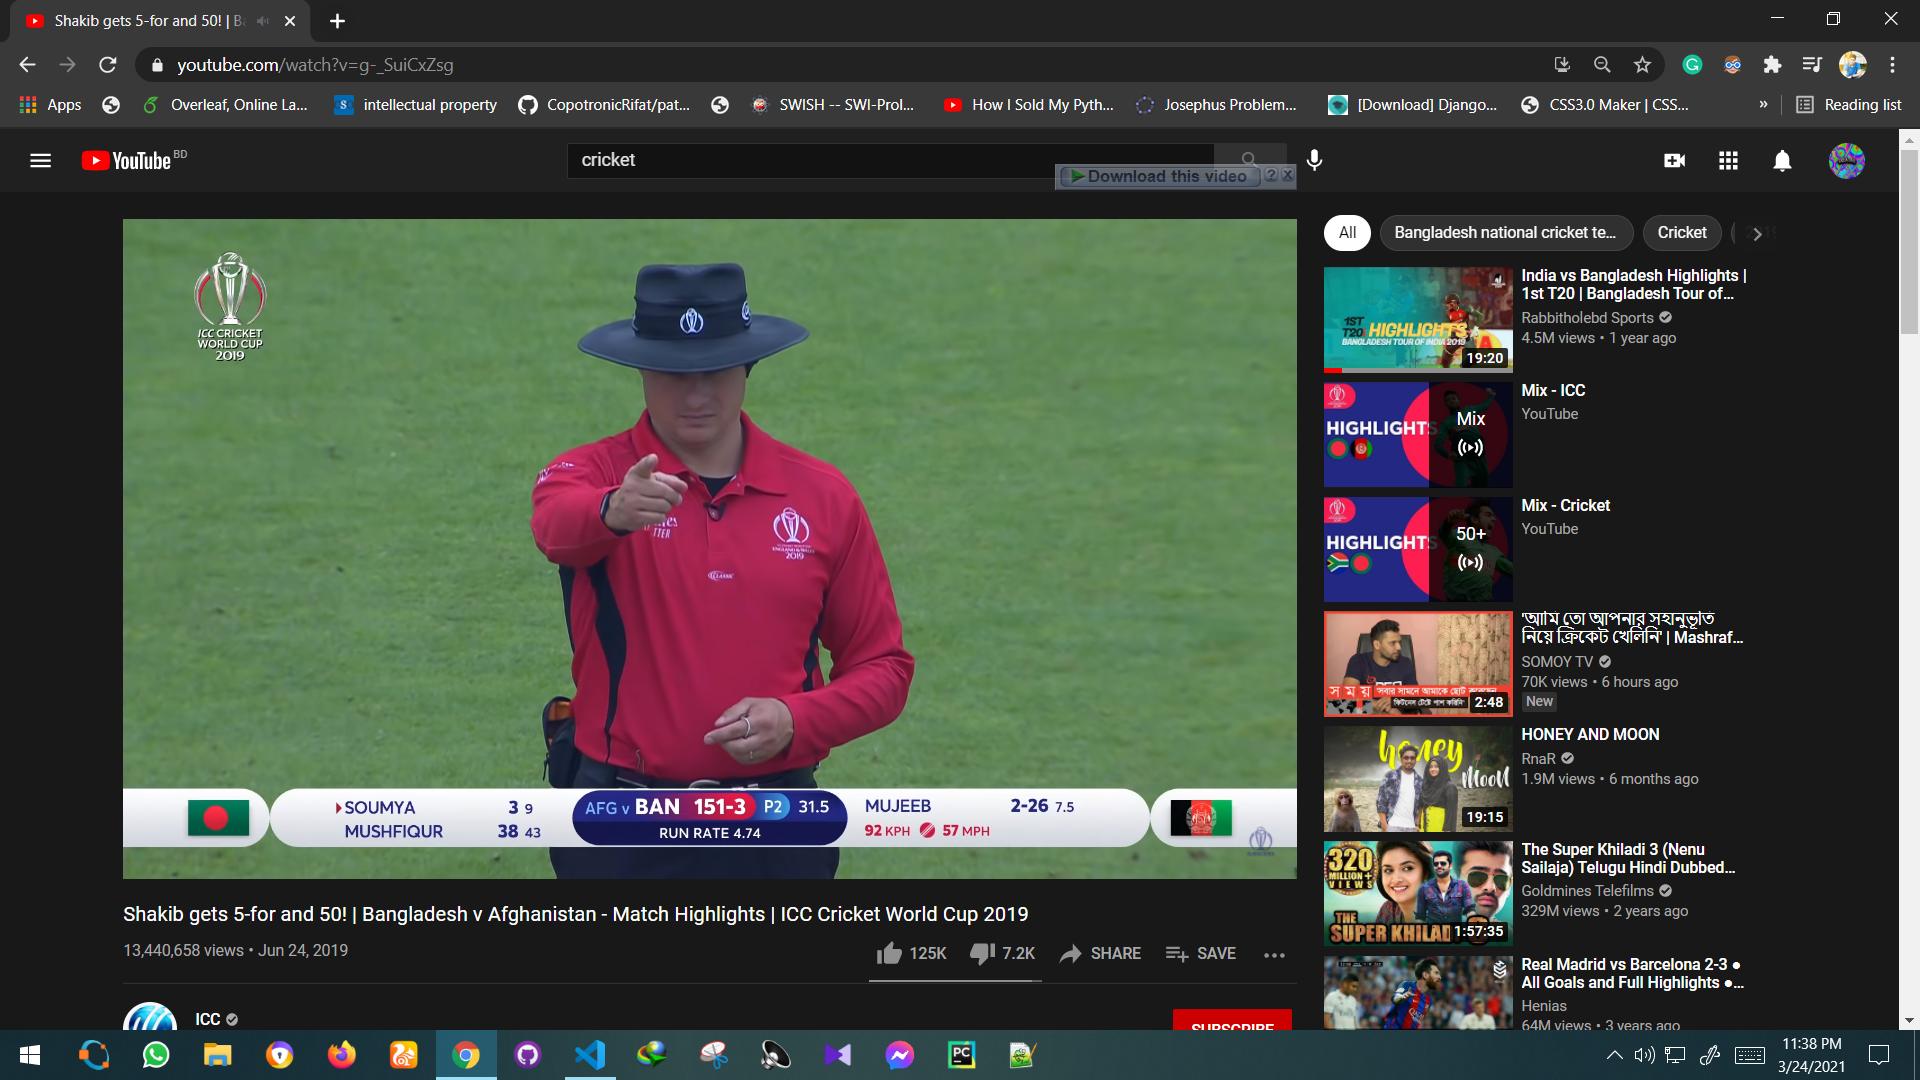 Shakib gets 5-for and 50! | Ba
youtube.com/watch?v=g-_SuiCxZsg
Apps
Overleaf, Online La...
intellectual property
CopotronicRifat/pat...
SWISH -- SWI-Prol...
How I Sold My Pyth...
Josephus Problem...
[Download] Django...
CSS3.0 Maker | CSS...
»
Reading list
YouTube BD
cricket
Download this video
ICC CRICKET
WORLD CUP
2019
ENGLAND & WALES
2019
CLASSIC
SOUMYA 3 9
MUSHFIQUR 38 43
AFG v BAN 151-3 P2 31.5
RUN RATE 4.74
MUJEEB 2-26 7.5
92 KPH 57 MPH
Shakib gets 5-for and 50! | Bangladesh v Afghanistan - Match Highlights | ICC Cricket World Cup 2019
13,440,658 views • Jun 24, 2019
125K
7.2K
SHARE
SAVE
ICC
SUBSCRIBE
All
Bangladesh national cricket te...
Cricket
1ST
T20 HIGHLIGHTS
BANGLADESH TOUR OF INDIA 2019
19:20
India vs Bangladesh Highlights |
1st T20 | Bangladesh Tour of...
Rabbitholebd Sports
4.5M views • 1 year ago
HIGHLIGHTS
Mix
Mix - ICC
YouTube
HIGHLIGHTS
50+
Mix - Cricket
YouTube
সময়
2:48
'আমি তো আপনার সহানুভূতি
নিয়ে ক্রিকেট খেলিনি' | Mashraf...
SOMOY TV
70K views • 6 hours ago
New
honey
MOON
19:15
HONEY AND MOON
RnaR
1.9M views • 6 months ago
320
MILLION+
VIEWS
THE
SUPER KHILAD
1:57:35
The Super Khiladi 3 (Nenu
Sailaja) Telugu Hindi Dubbed...
Goldmines Telefilms
329M views • 2 years ago
Real Madrid vs Barcelona 2-3 ●
All Goals and Full Highlights ●...
Henias
64M views • 3 years ago
11:38 PM
3/24/2021